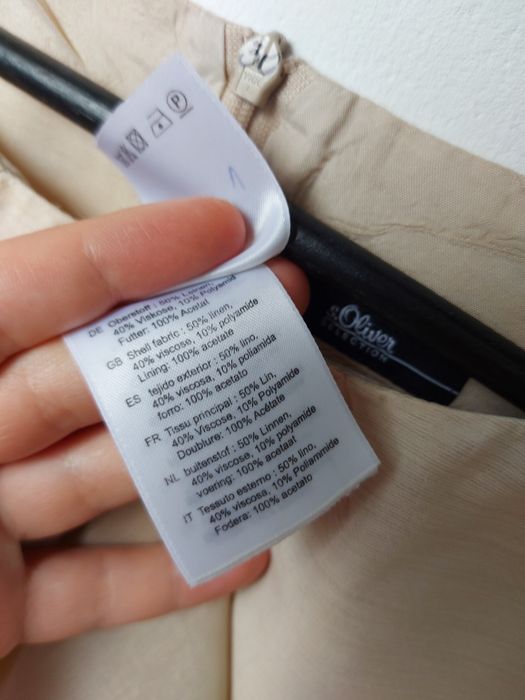 DE Oberstoff : 50% Leinen,
40% Viskose, 10% Polyamid
Futter: 100% Acetat
GB Shell fabric : 50% linen,
40% viscose, 10% polyamide
Lining: 100% acetate
ES tejido exterior : 50% lino,
40% viscosa, 10% poliamida
forro: 100% acetato
FR Tissu principal : 50% Lin,
40% Viscose, 10% Polyamide
Doublure: 100% Acétate
NL buitenstof : 50% Linnen,
40% viscose, 10% polyamide
voering: 100% acetaat
IT Tessuto esterno : 50% lino,
40% viscosa, 10% Poliammide
Fodera: 100% acetato
s.Oliver
SELECTION
P